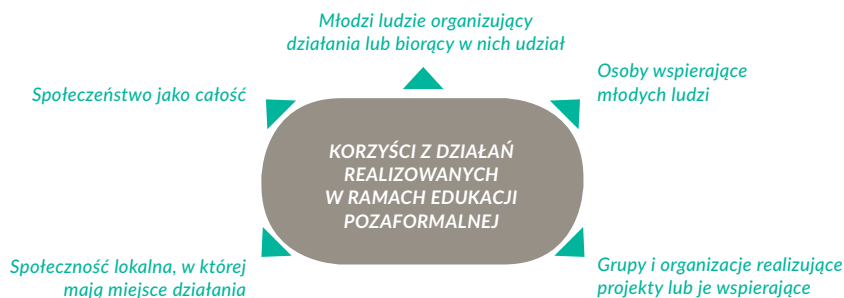 Młodzi ludzie organizujący
działania lub biorący w nich udział
Społeczeństwo jako całość
Osoby wspierające
młodych ludzi
KORZYŚCI Z DZIAŁAŃ
REALIZOWANYCH
W RAMACH EDUKACJI
POZAFORMALNEJ
Społeczność lokalna, w której
mają miejsce działania
Grupy i organizacje realizujące
projekty lub je wspierające